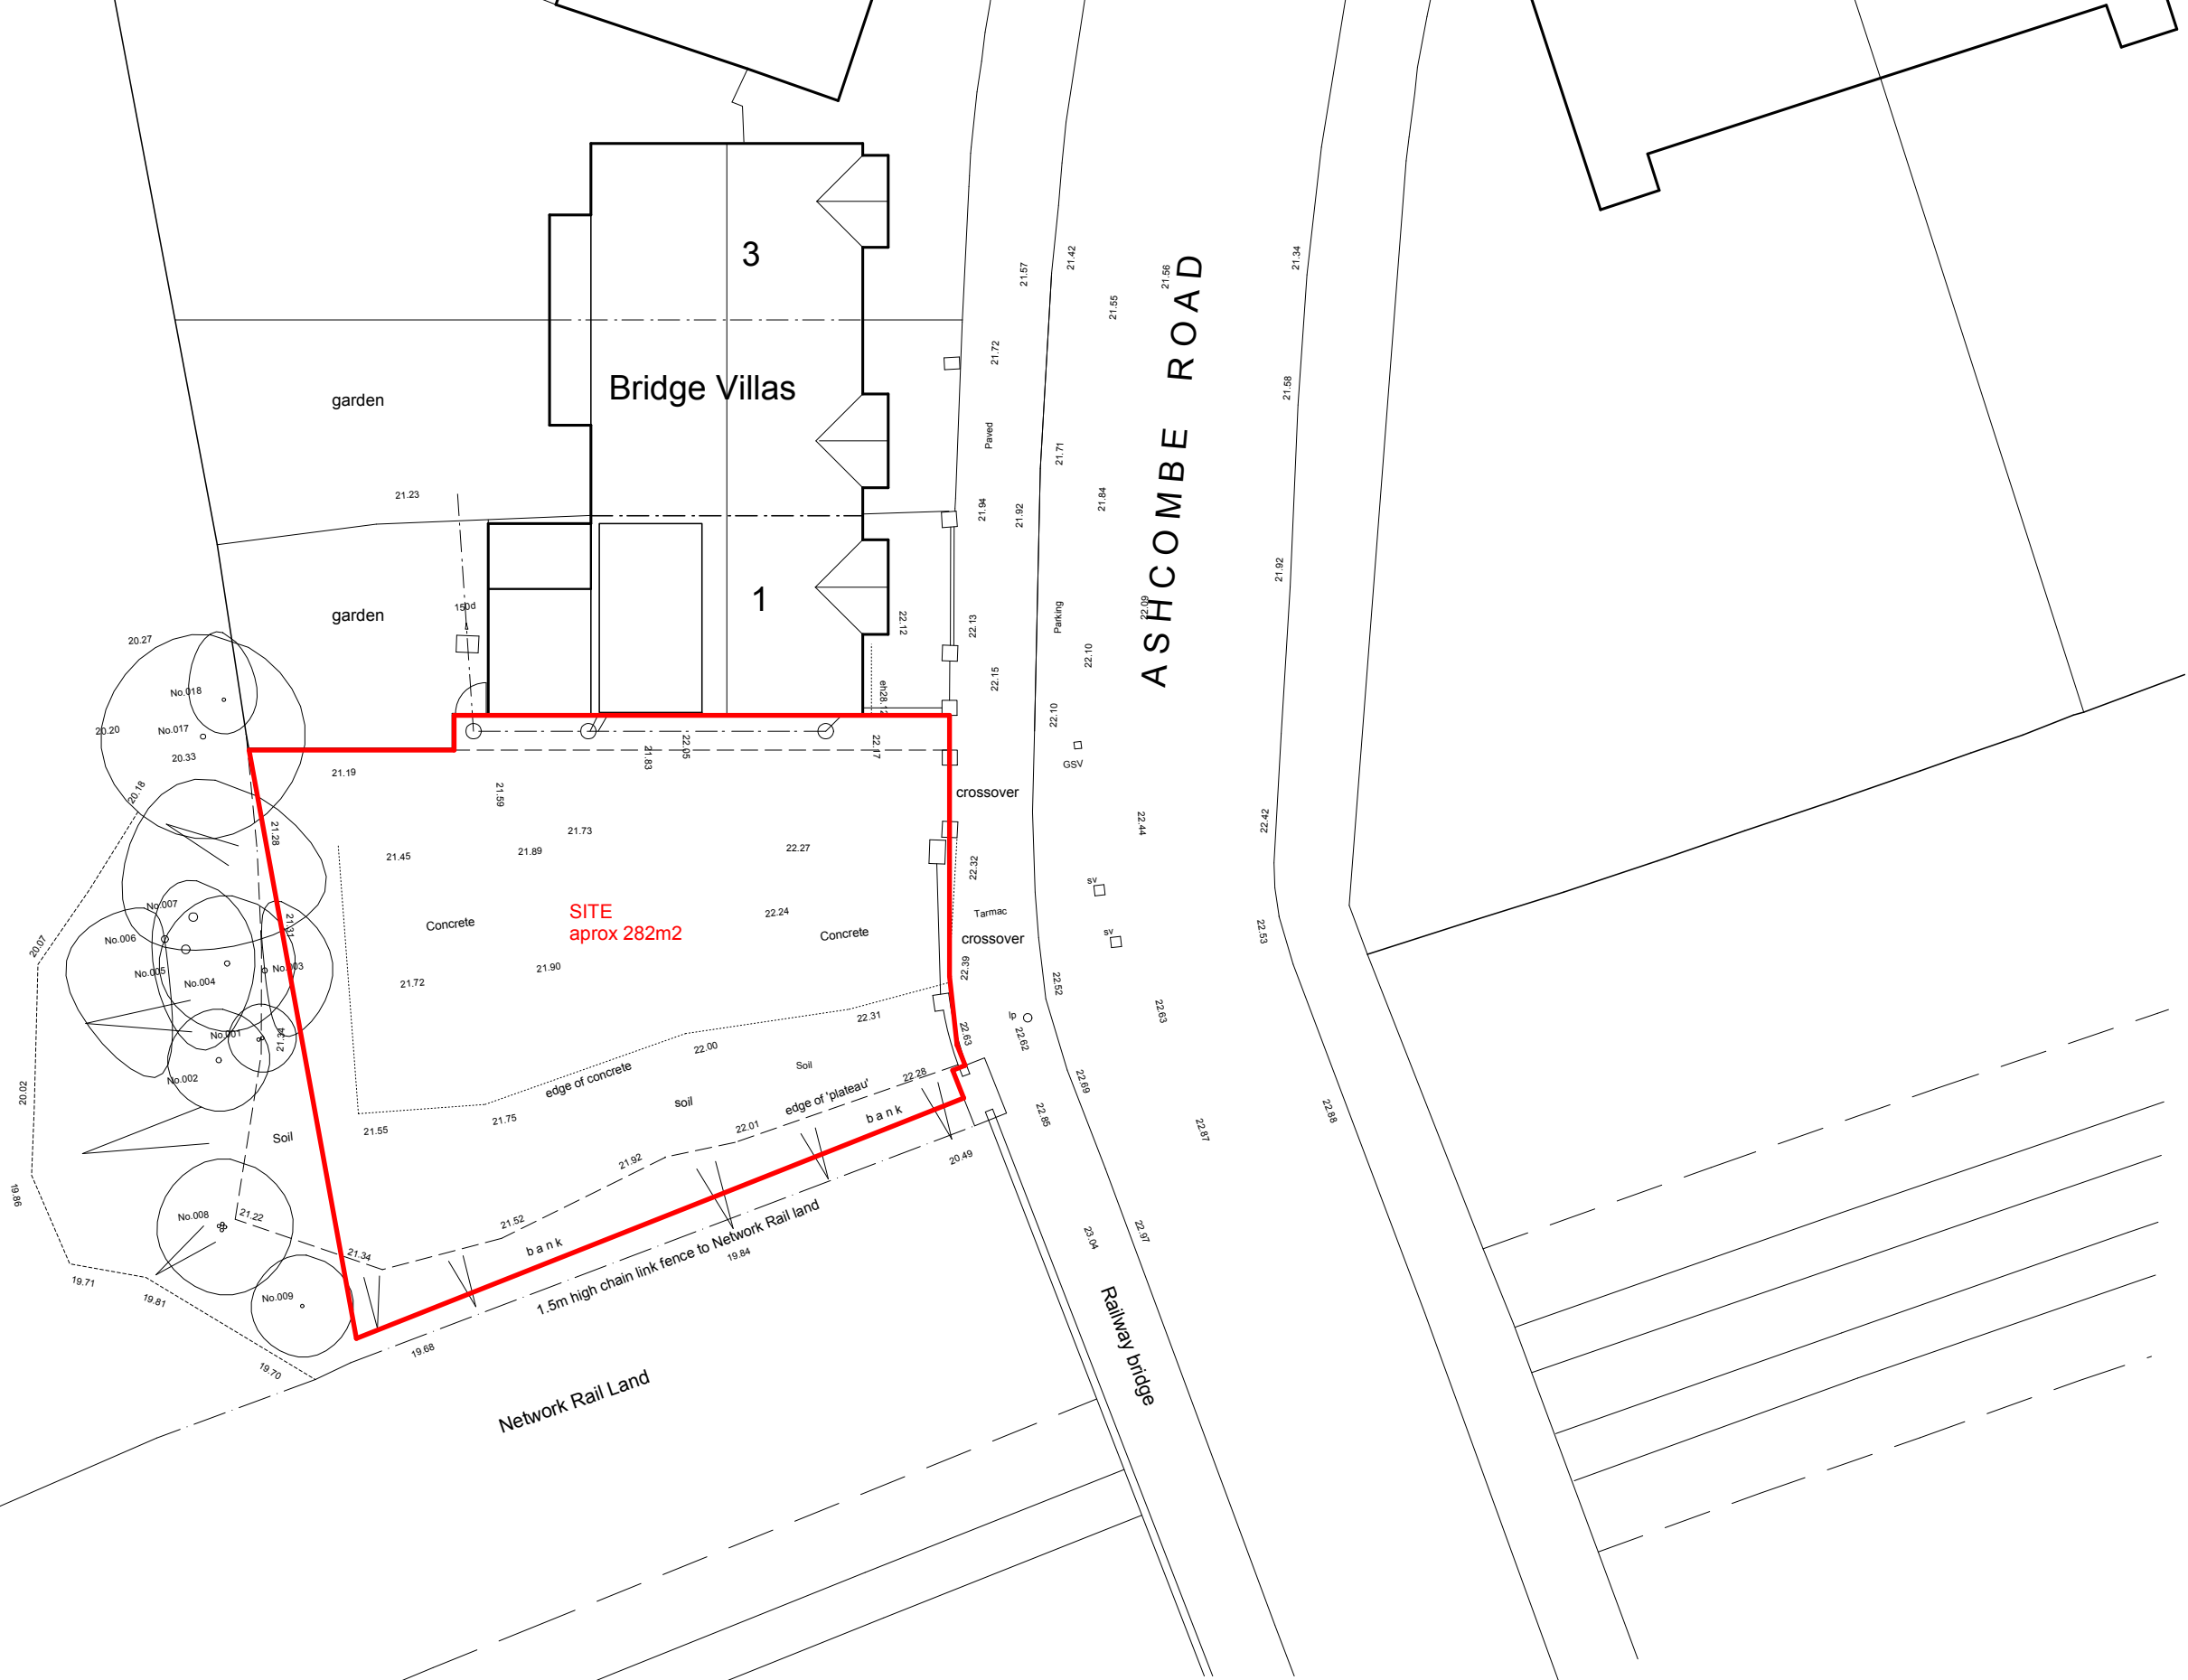 3
Bridge Villas
garden
21.23
garden
150d
1
ASHCOMBE ROAD
21.57
21.42
21.55
21.56
21.34
21.72
21.58
Paved
21.71
21.94
21.92
21.84
21.92
22.12
22.13
Parking
22.09
22.15
22.10
eh28.12
22.10
GSV
20.27
No.018
20.20
No.017
20.33
20.18
21.19
21.59
21.83
22.05
22.17
crossover
21.28
21.73
21.45
21.89
22.27
22.44
22.42
22.32
sv
SITE
aprox 282m2
Concrete
22.24
Concrete
Tarmac
crossover
sv
22.53
No.007
No.006
No.005
No.004
No.003
21.31
20.07
21.72
21.90
22.39
22.52
22.63
lp
22.62
22.63
22.31
No.001
21.34
No.002
22.00
Soil
edge of concrete
soil
edge of 'plateau'
22.28
bank
22.69
22.85
22.87
22.88
20.02
Soil
21.55
21.75
22.01
21.92
20.49
19.86
No.008
21.22
21.52
21.34
bank
1.5m high chain link fence to Network Rail land
19.84
23.04
22.97
19.71
19.81
No.009
19.70
19.68
Network Rail Land
Railway bridge